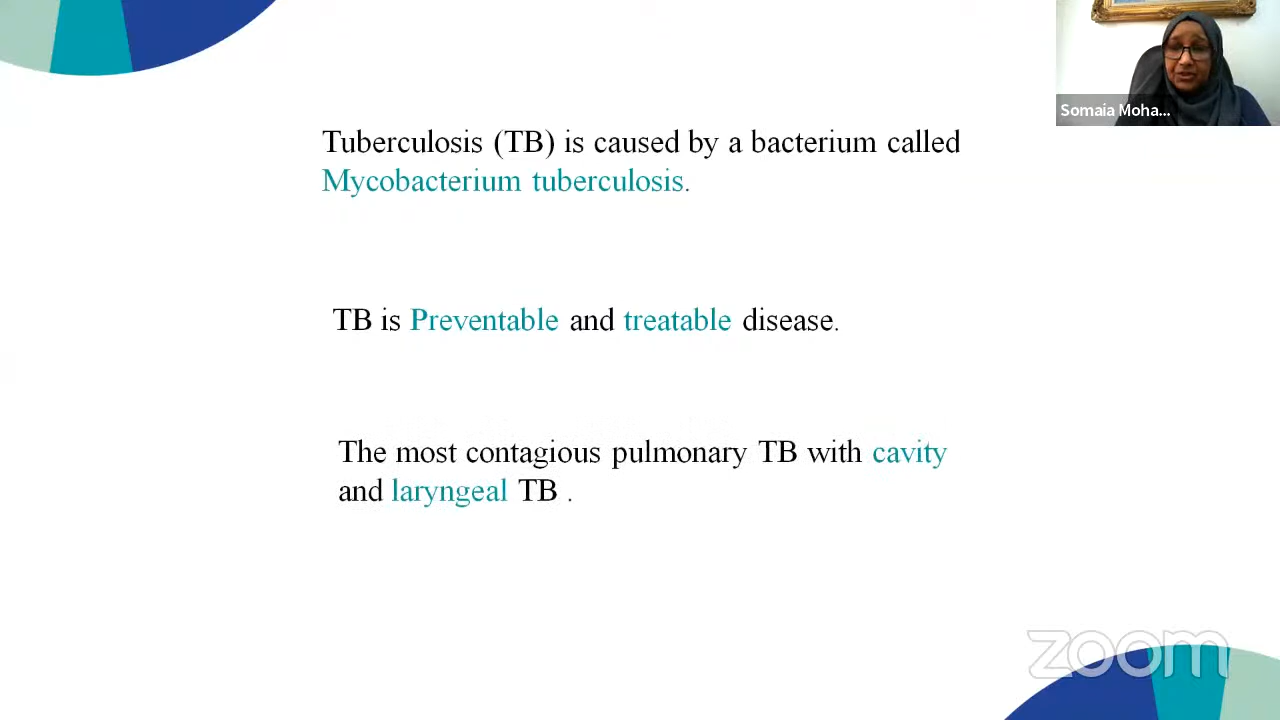 Somaia Moha...
Tuberculosis (TB) is caused by a bacterium called
Mycobacterium tuberculosis.
TB is Preventable and treatable disease.
The most contagious pulmonary TB with cavity
and laryngeal TB .
zoom